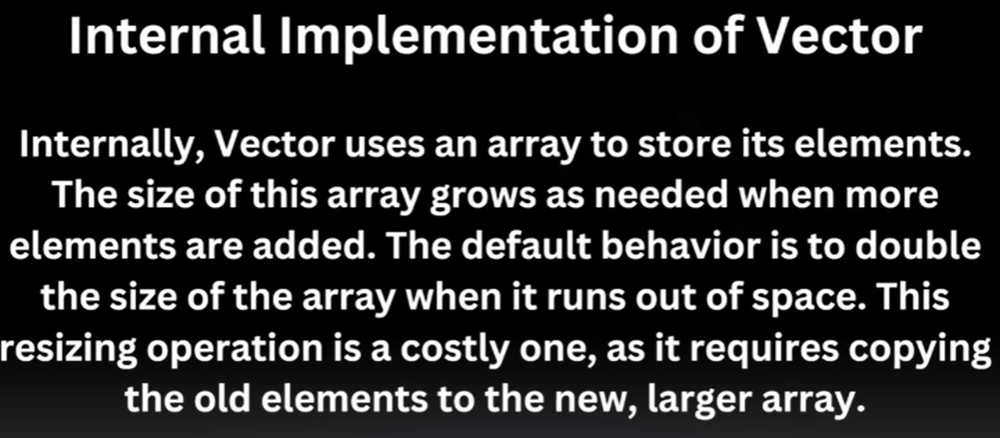 Internal Implementation of Vector
Internally, Vector uses an array to store its elements.
The size of this array grows as needed when more
elements are added. The default behavior is to double
the size of the array when it runs out of space. This
resizing operation is a costly one, as it requires copying
the old elements to the new, larger array.